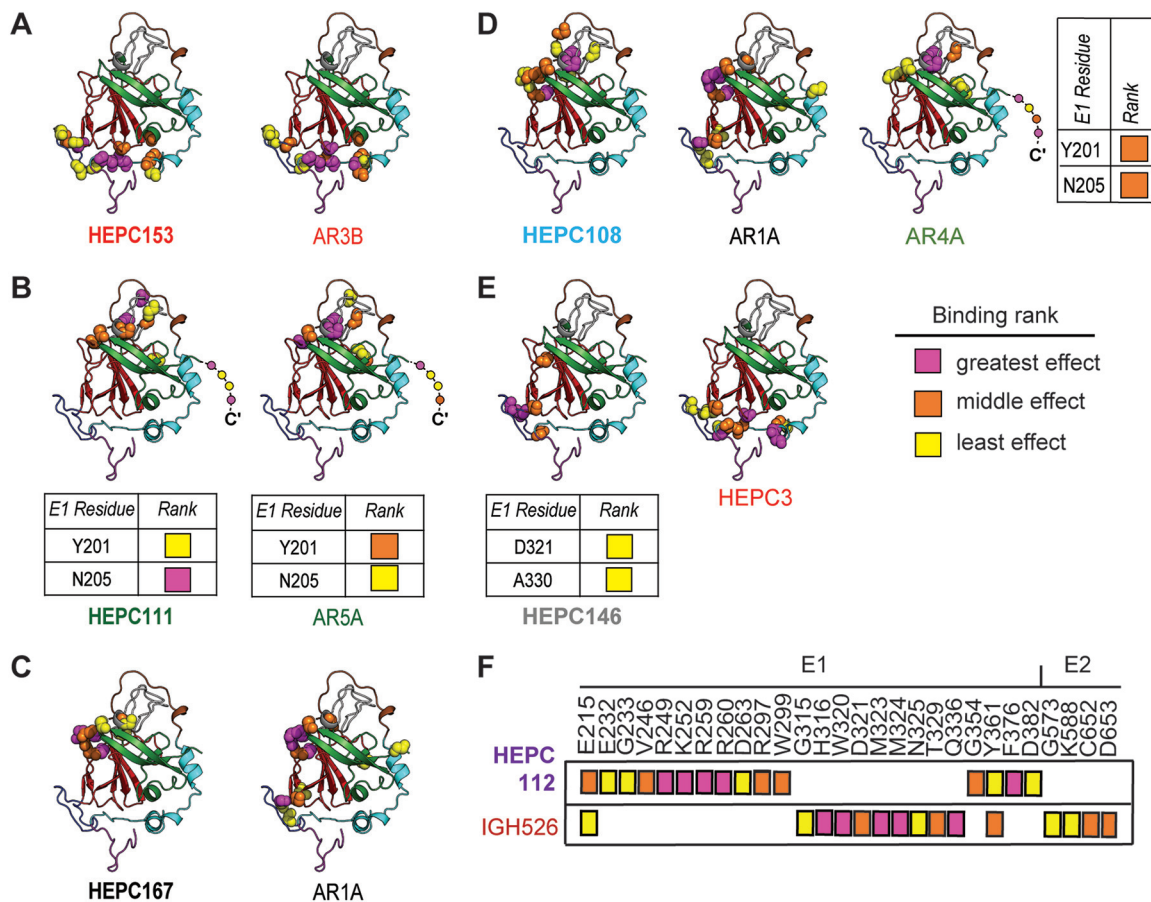 A
HEPC153
AR3B
D
HEPC108
AR1A
AR4A
C'
E1 Residue
Rank
Y201
N205
B
C'
C'
E1 Residue
Rank
Y201
N205
HEPC111
E1 Residue
Rank
Y201
N205
AR5A
E
HEPC3
E1 Residue
Rank
D321
A330
HEPC146
Binding rank
greatest effect
middle effect
least effect
C
HEPC167
AR1A
F
E1
E2
E215
E232
G233
V246
R249
K252
R259
R260
D263
R297
W299
G315
H316
W320
D321
M323
M324
N325
T329
Q336
G354
Y361
F376
D382
G573
K588
C652
D653
HEPC
112
IGH526